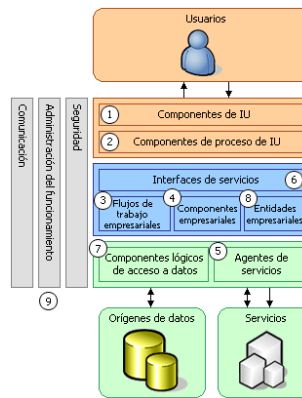 Usuarios
1 Componentes de IU
2 Componentes de proceso de IU
Interfaces de servicios 6
3 Flujos de
trabajo
empresariales
4 Componentes
empresariales
8 Entidades
empresariales
7 Componentes lógicos
de acceso a datos
5 Agentes de
servicios
Orígenes de datos
Servicios
Comunicación
Administración del funcionamiento
Seguridad
9